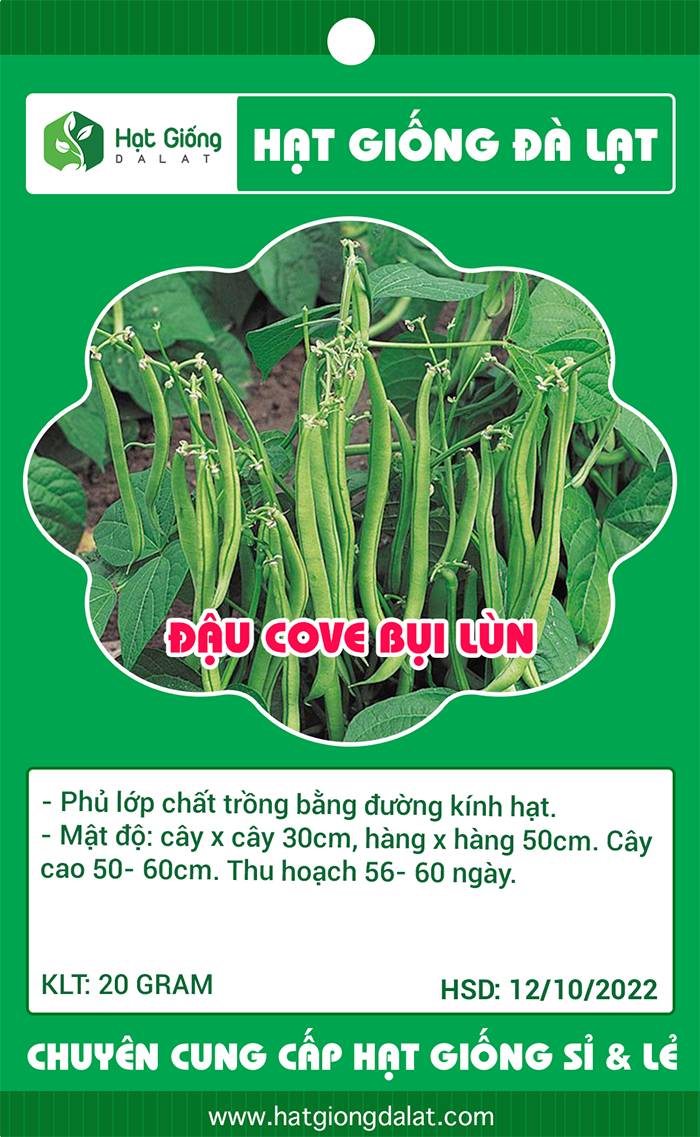 Hạt Giống
DALAT
HẠT GIỐNG ĐÀ LẠT
ĐẬU COVE BỤI LÙN
- Phủ lớp chất trồng bằng đường kính hạt.
- Mật độ: cây x cây 30cm, hàng x hàng 50cm. Cây
cao 50- 60cm. Thu hoạch 56- 60 ngày.
KLT: 20 GRAM
HSD: 12/10/2022
CHUYÊN CUNG CẤP HẠT GIỐNG SỈ & LẺ
www.hatgiongdalat.com